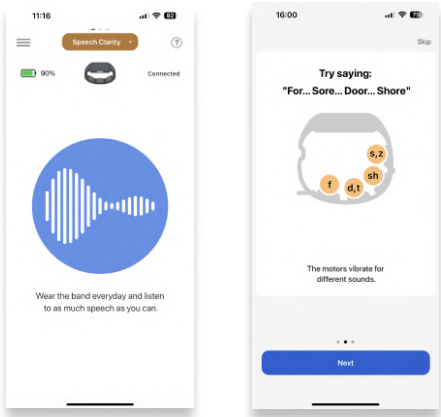 11:16
92
Speech Clarity
?
90%
Connected
Wear the band everyday and listen
to as much speech as you can.
16:00
Skip
Try saying:
"For... Sore... Door... Shore"
s,z
sh
f
d,t
The motors vibrate for
different sounds.
Next